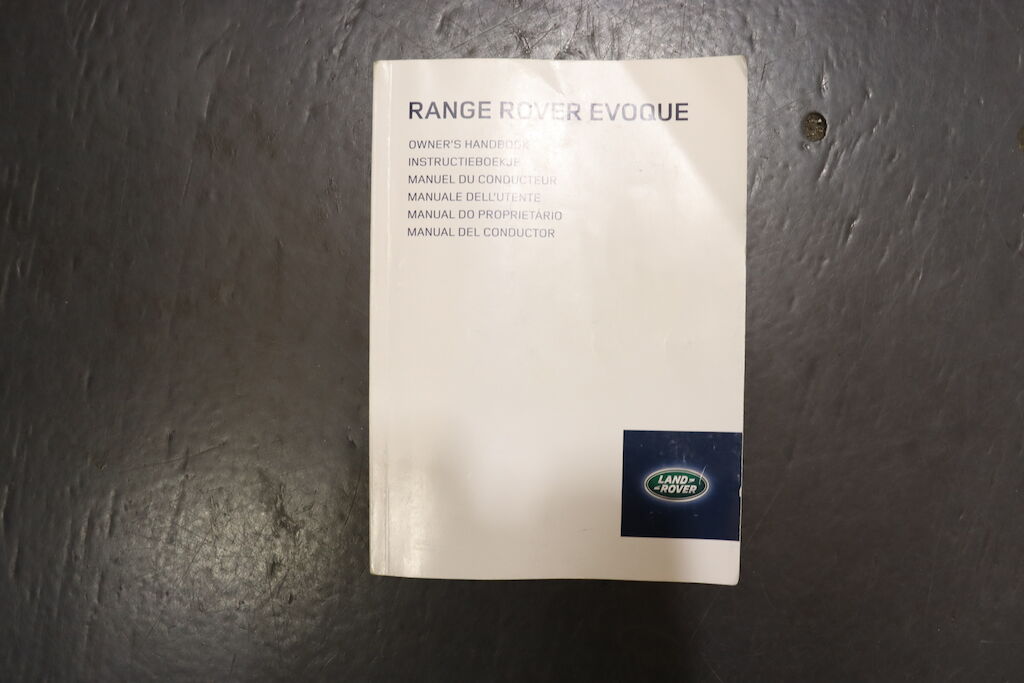 RANGE ROVER EVOQUE
OWNER'S HANDBOOK
INSTRUCTIEBOEKJE
MANUEL DU CONDUCTEUR
MANUALE DELL'UTENTE
MANUAL DO PROPRIETÁRIO
MANUAL DEL CONDUCTOR
LAND
ROVER